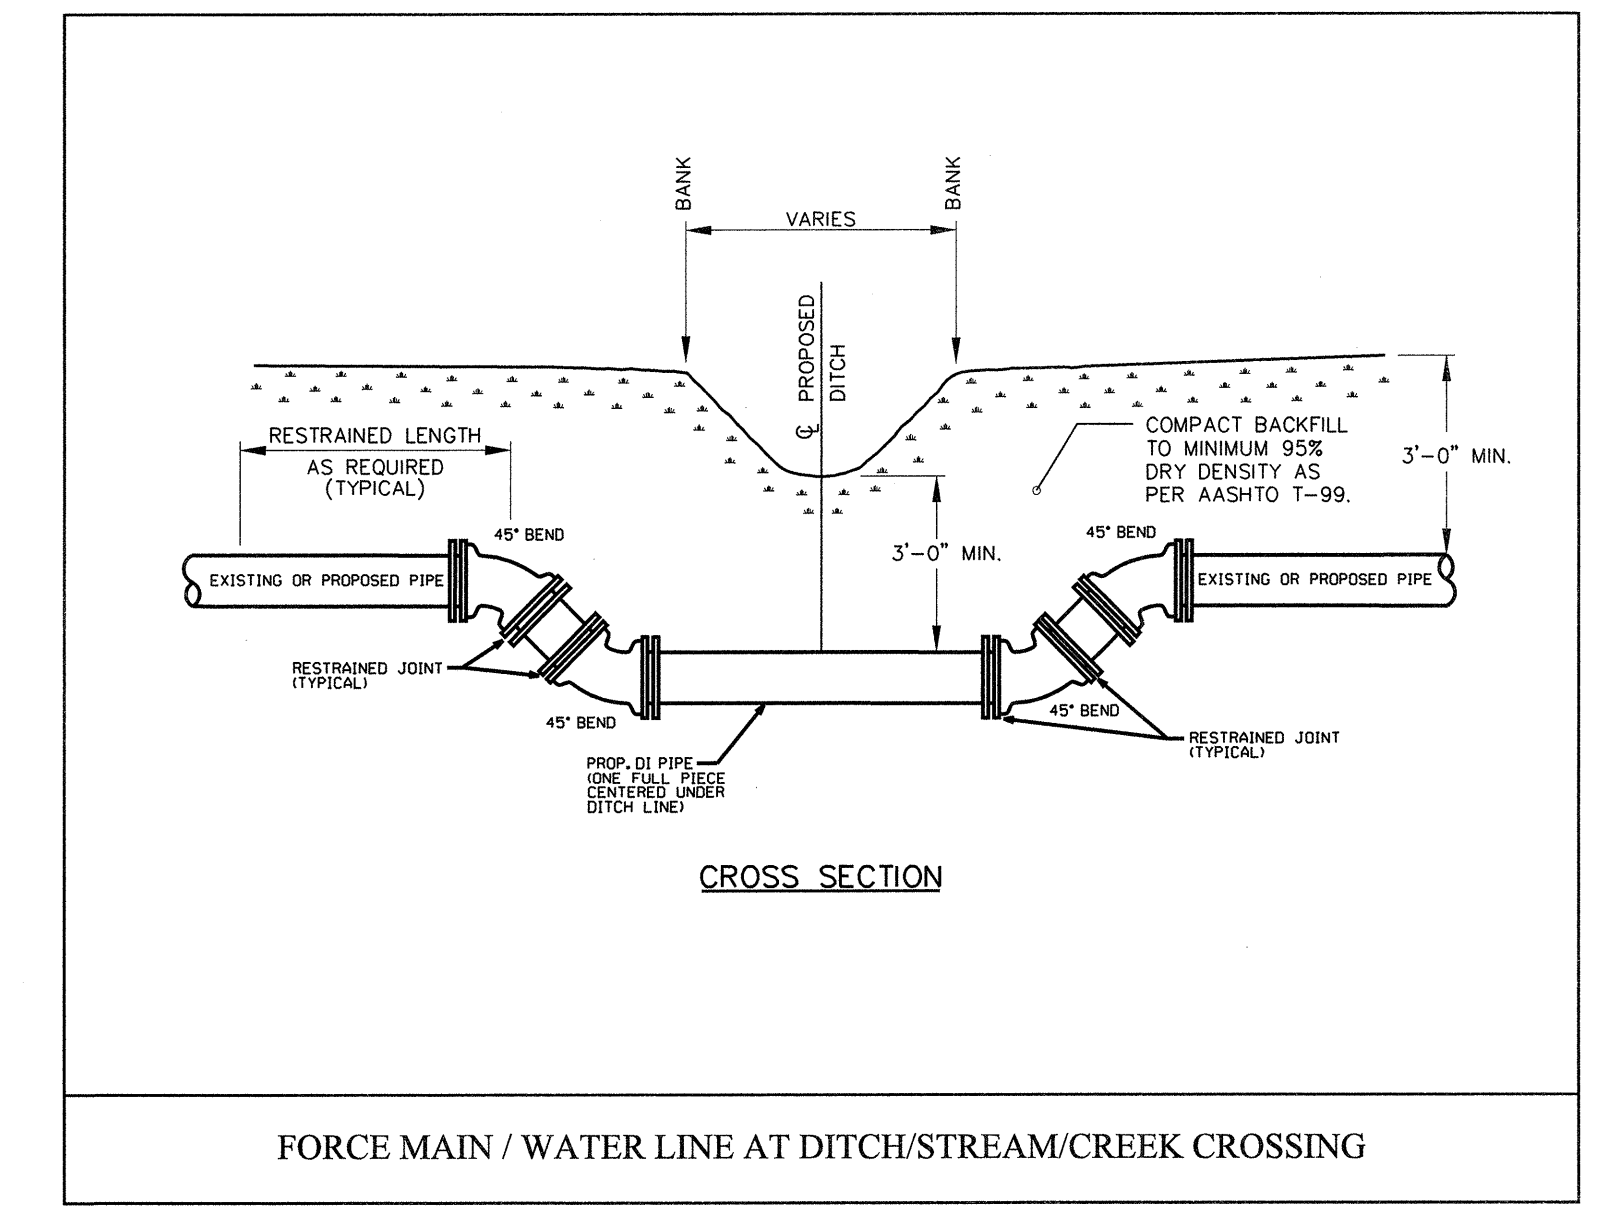 BANK
BANK
VARIES
℄ PROPOSED
DITCH
RESTRAINED LENGTH
AS REQUIRED
(TYPICAL)
COMPACT BACKFILL
TO MINIMUM 95%
DRY DENSITY AS
PER AASHTO T-99.
3'-0" MIN.
45° BEND
3'-0" MIN.
45° BEND
EXISTING OR PROPOSED PIPE
EXISTING OR PROPOSED PIPE
RESTRAINED JOINT
(TYPICAL)
45° BEND
45° BEND
RESTRAINED JOINT
(TYPICAL)
PROP. DI PIPE
(ONE FULL PIECE
CENTERED UNDER
DITCH LINE)
CROSS SECTION
FORCE MAIN / WATER LINE AT DITCH/STREAM/CREEK CROSSING